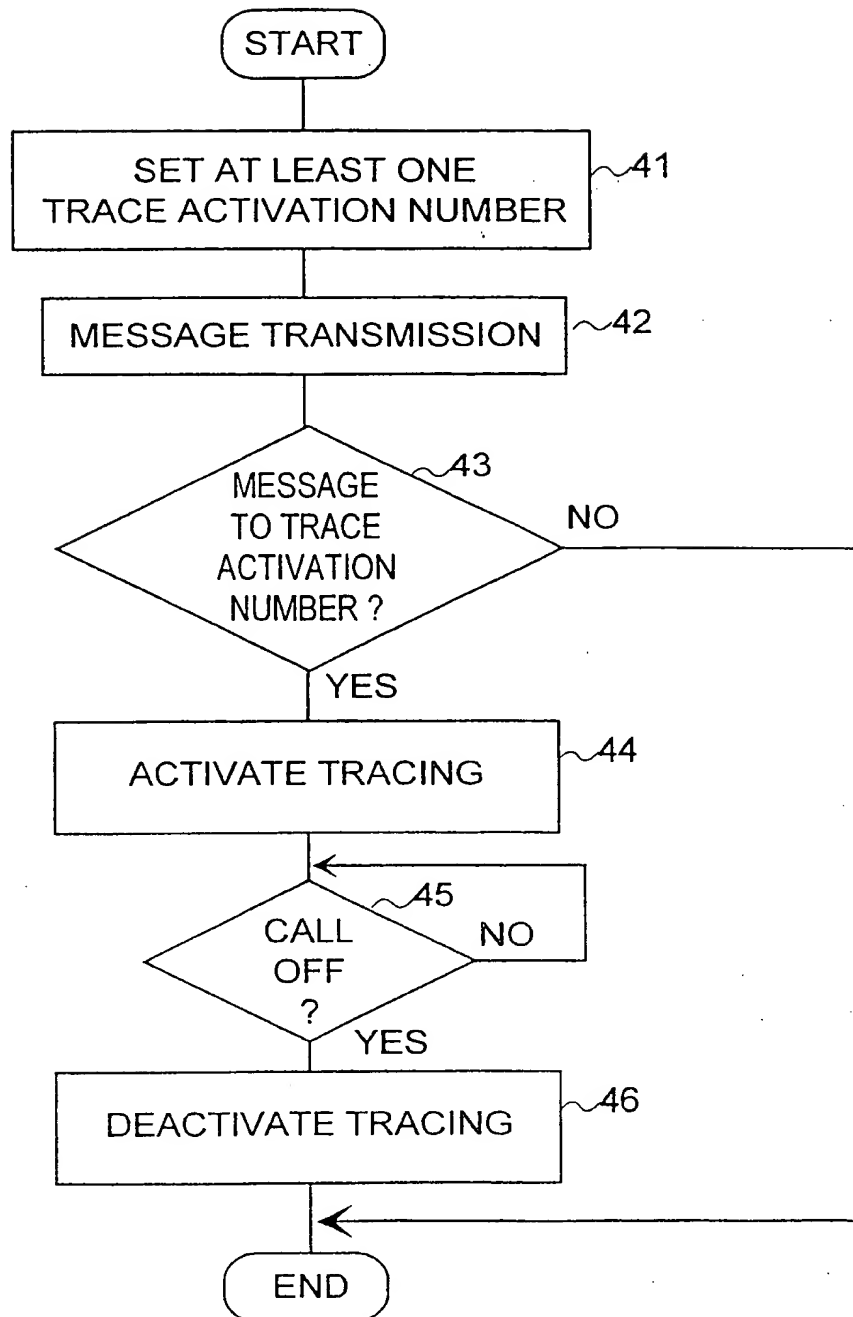 START
SET AT LEAST ONE
TRACE ACTIVATION NUMBER
41
MESSAGE TRANSMISSION
42
43
MESSAGE
TO TRACE
ACTIVATION
NUMBER ?
NO
YES
ACTIVATE TRACING
44
45
CALL
OFF
?
NO
YES
DEACTIVATE TRACING
46
END